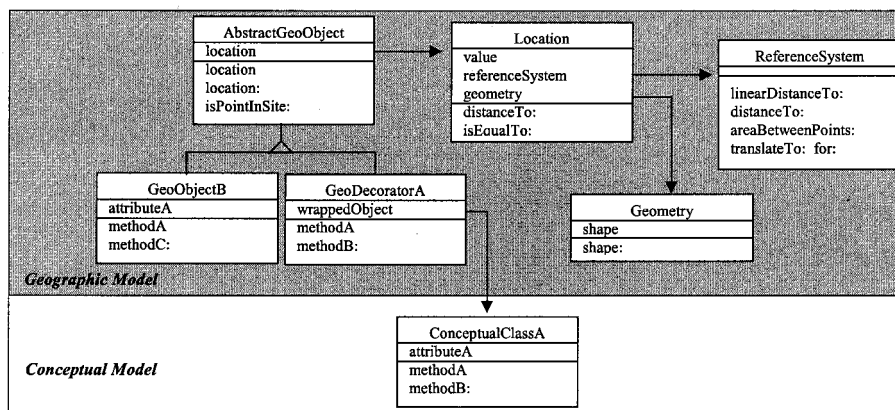 AbstractGeoObject
location
location
location:
isPointInSite:
Location
value
referenceSystem
geometry
distanceTo:
isEqualTo:
ReferenceSystem
linearDistanceTo:
distanceTo:
areaBetweenPoints:
translateTo: for:
GeoObjectB
attributeA
methodA
methodC:
GeoDecoratorA
wrappedObject
methodA
methodB:
Geometry
shape
shape:
Geographic Model
ConceptualClassA
attributeA
methodA
methodB:
Conceptual Model